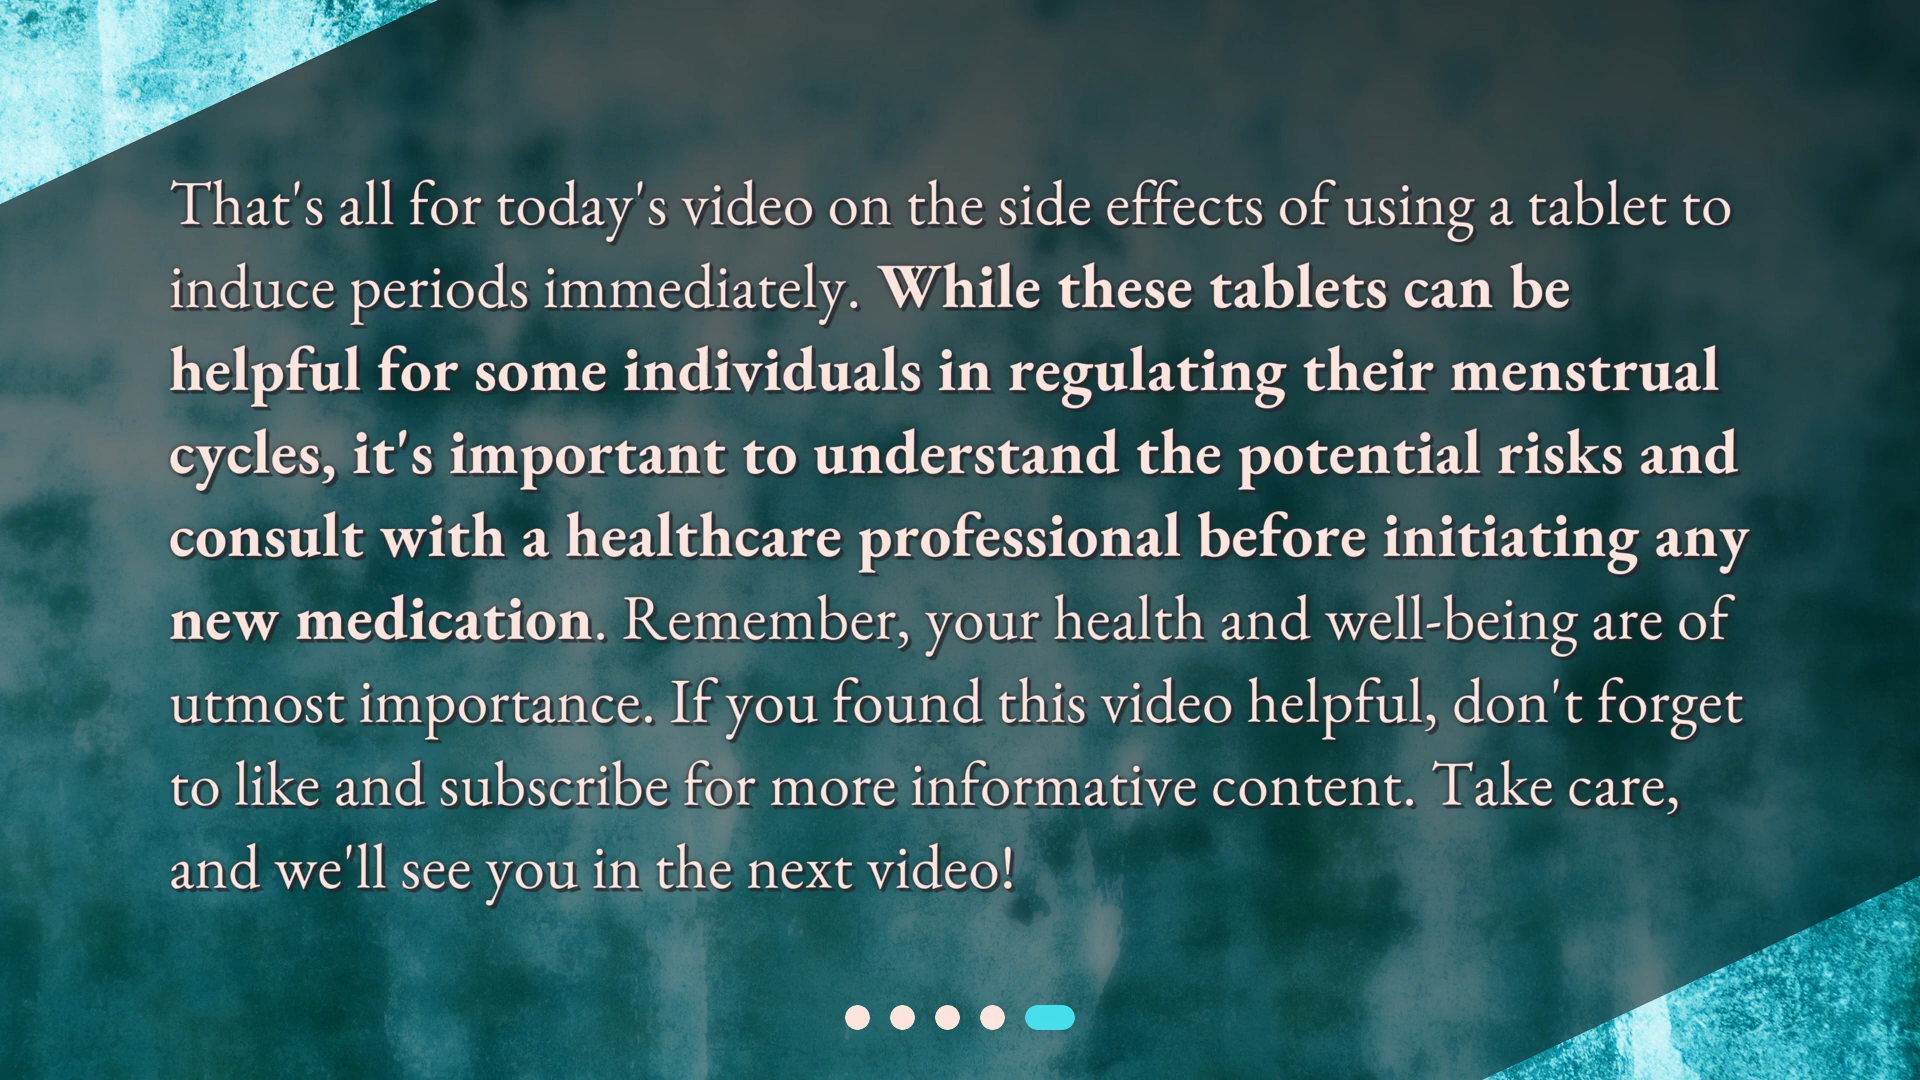 That's all for today's video on the side effects of using a tablet to
induce periods immediately. While these tablets can be
helpful for some individuals in regulating their menstrual
cycles, it's important to understand the potential risks and
consult with a healthcare professional before initiating any
new medication. Remember, your health and well-being are of
utmost importance. If you found this video helpful, don't forget
to like and subscribe for more informative content. Take care,
and we'll see you in the next video!